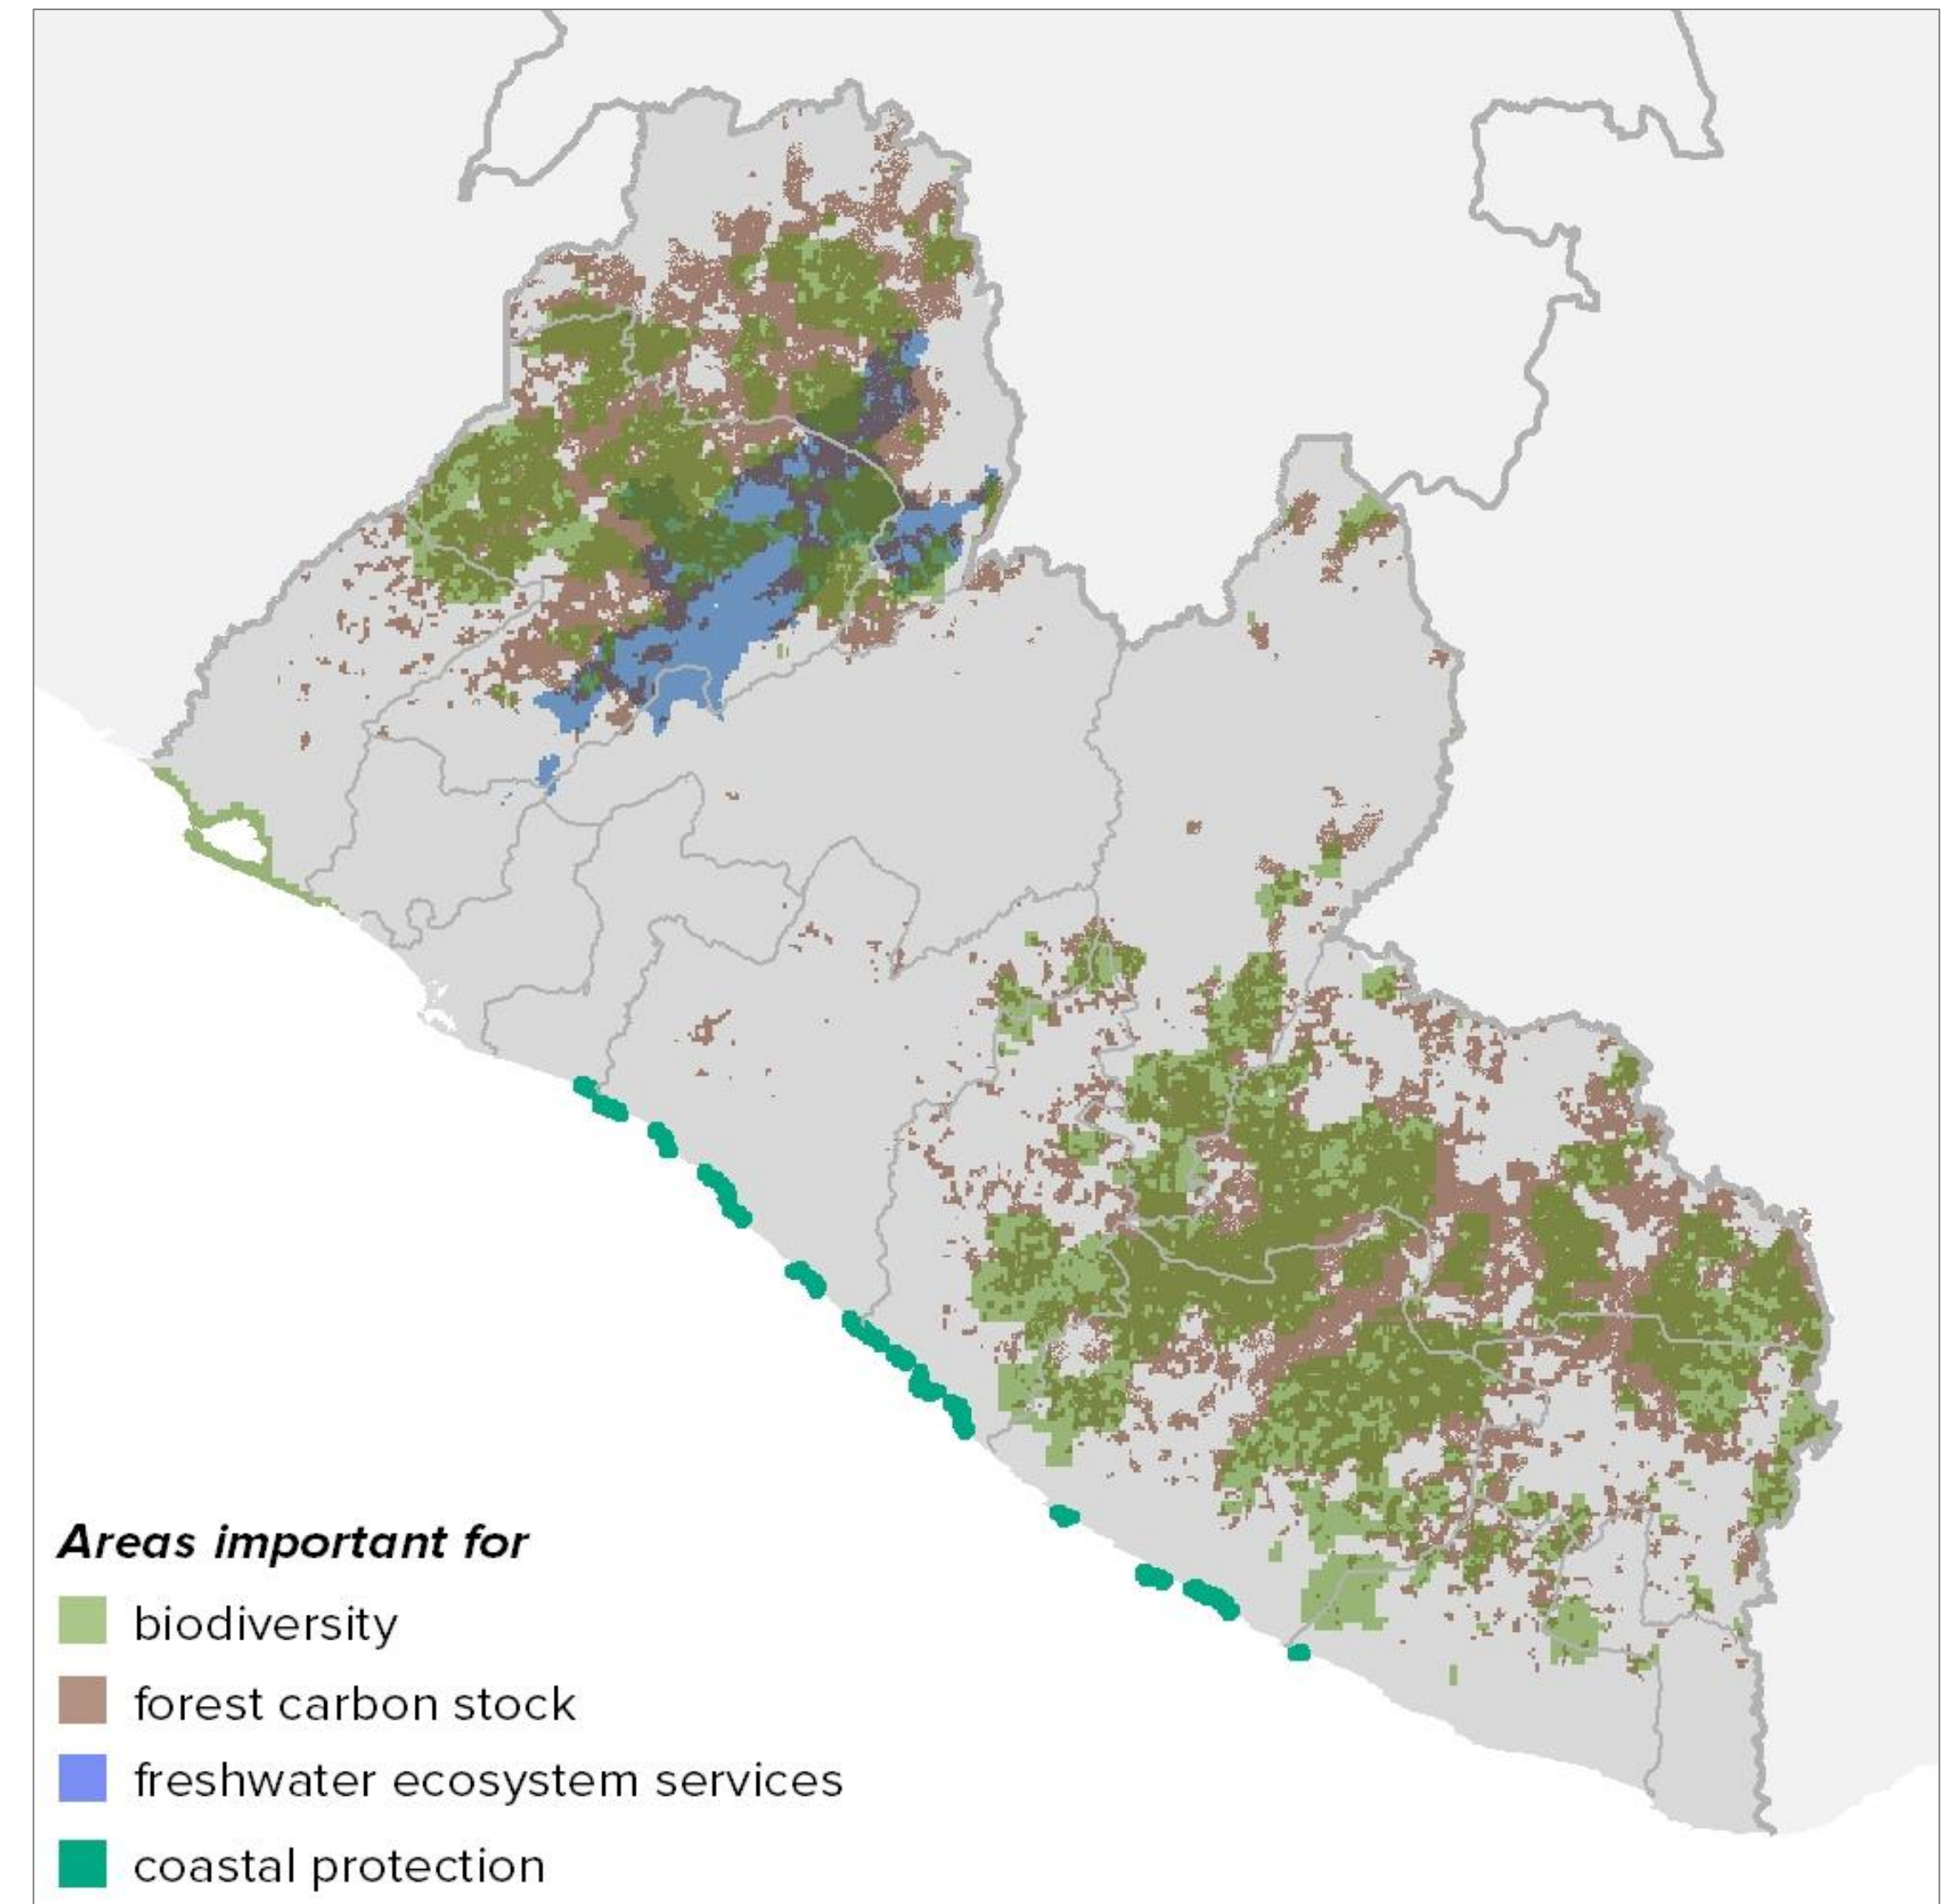 Areas important for
biodiversity
forest carbon stock
freshwater ecosystem services
coastal protection